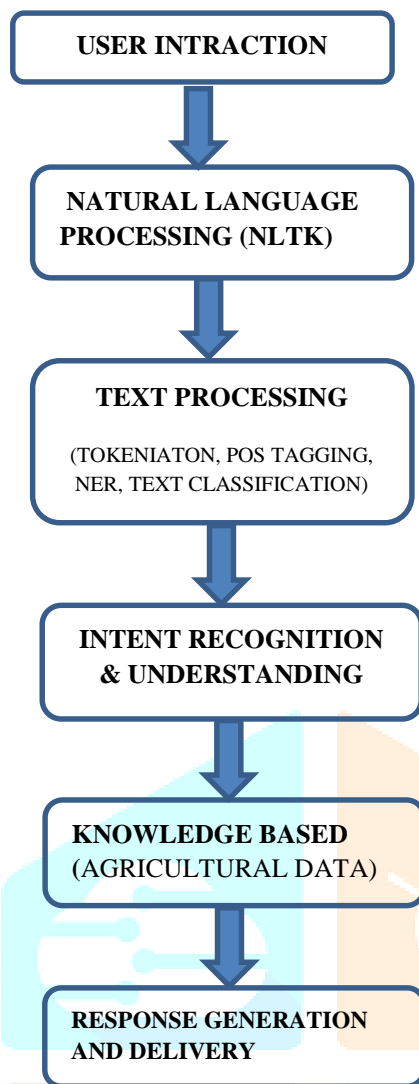 USER INTRACTION
NATURAL LANGUAGE
PROCESSING (NLTK)
TEXT PROCESSING
(TOKENIATON, POS TAGGING,
NER, TEXT CLASSIFICATION)
INTENT RECOGNITION
& UNDERSTANDING
KNOWLEDGE BASED
(AGRICULTURAL DATA)
RESPONSE GENERATION
AND DELIVERY